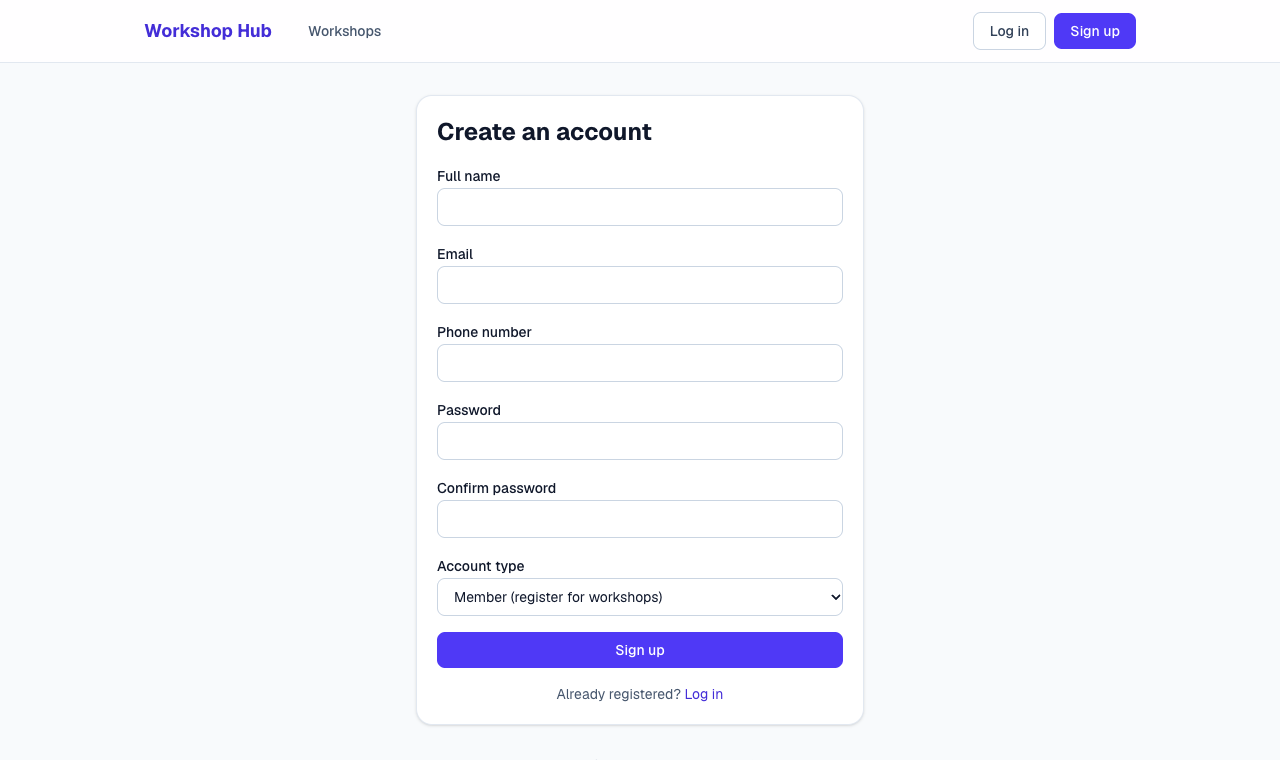 Workshop Hub
Workshops
Log in
Sign up
Create an account
Full name
Email
Phone number
Password
Confirm password
Account type
Member (register for workshops)
Sign up
Already registered? Log in